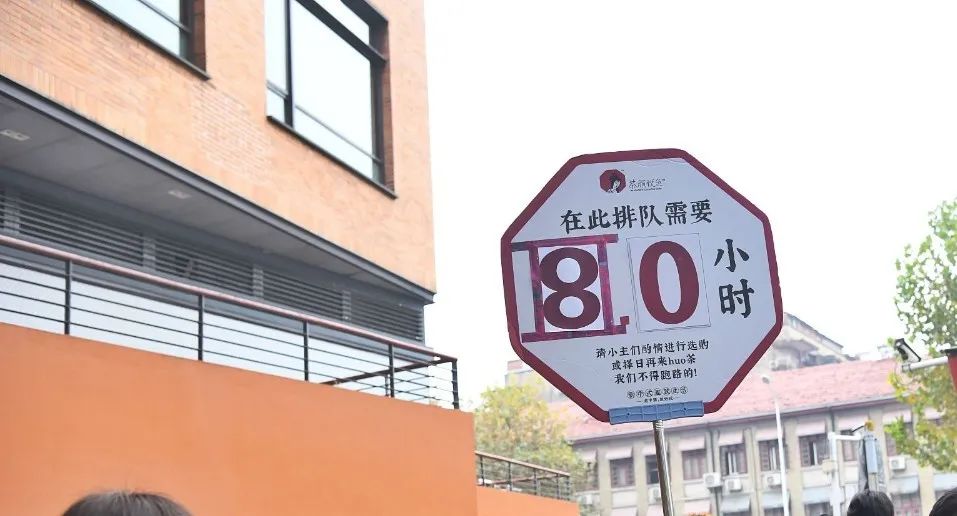 茶颜悦色
在此排队需要
8.0
小时
请小主们酌情进行选购
或择日再来huo茶
我们不得跑路的!